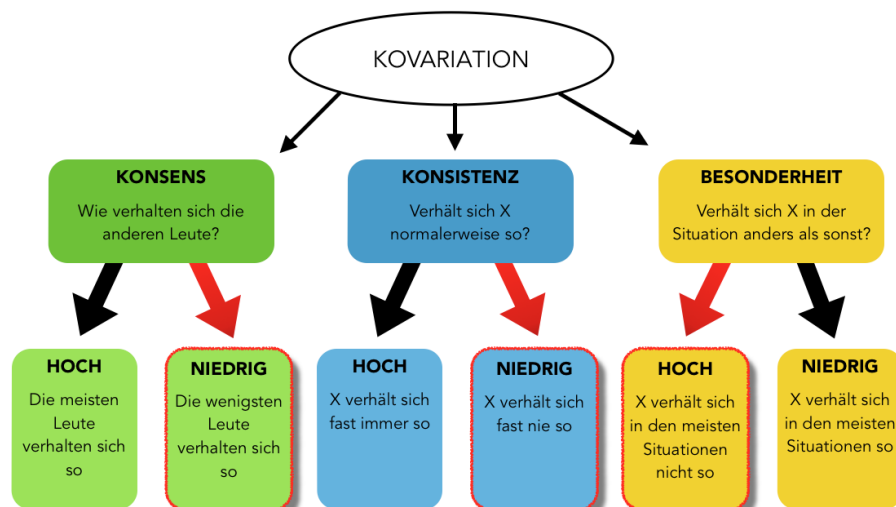 KOVARIATION
KONSENS
Wie verhalten sich die
anderen Leute?
KONSISTENZ
Verhält sich X
normalerweise so?
BESONDERHEIT
Verhält sich X in der
Situation anders als sonst?
HOCH
Die meisten
Leute
verhalten sich
so
NIEDRIG
Die wenigsten
Leute
verhalten sich
so
HOCH
X verhält sich
fast immer so
NIEDRIG
X verhält sich
fast nie so
HOCH
X verhält sich
in den meisten
Situationen
nicht so
NIEDRIG
X verhält sich
in den meisten
Situationen so